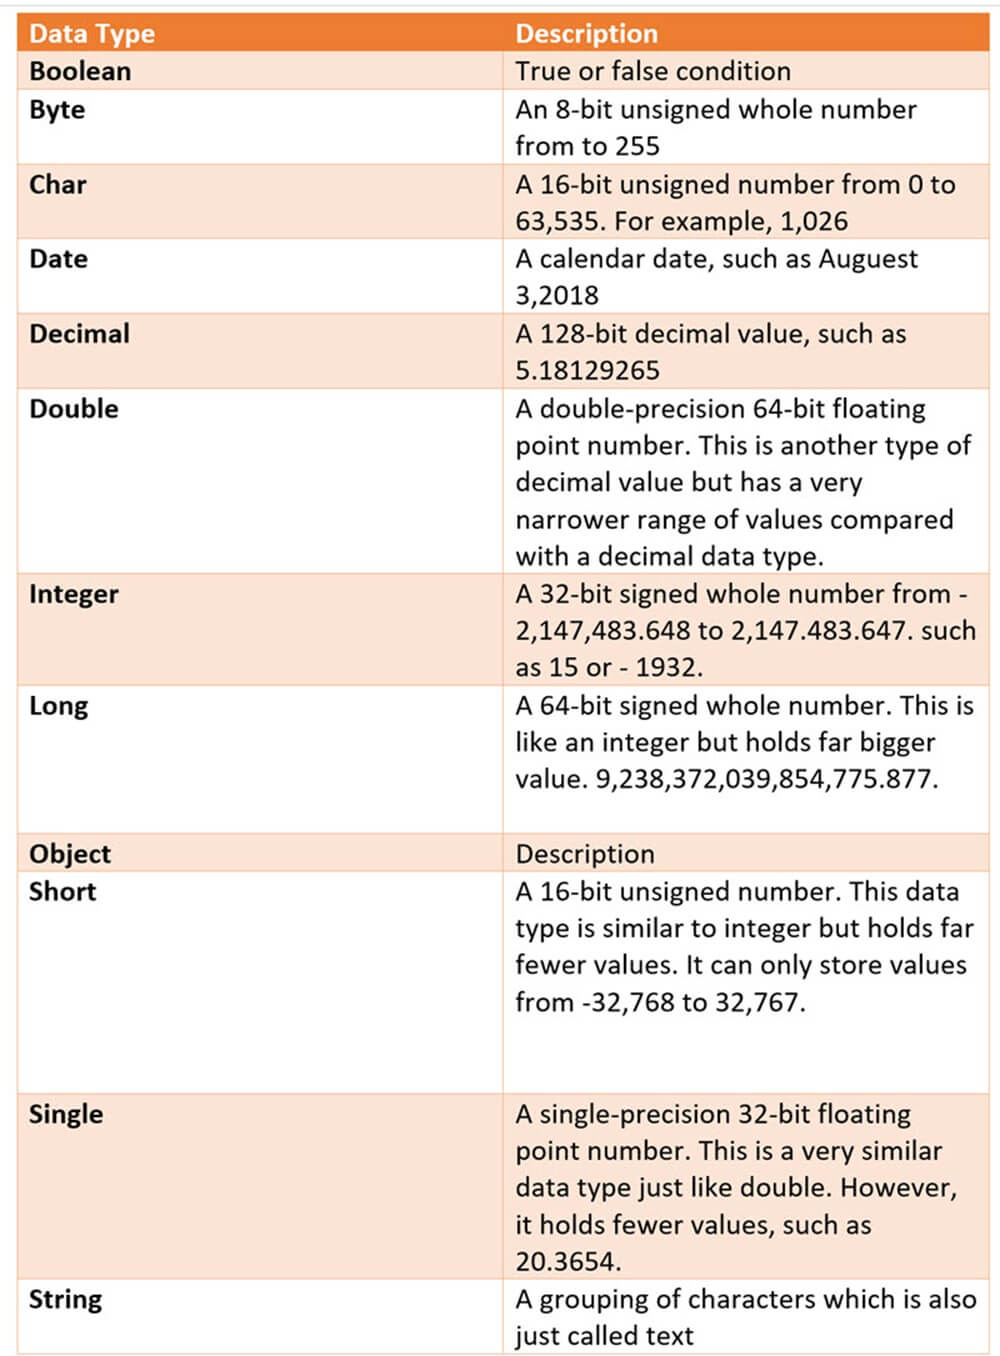 Data Type Description
Boolean True or false condition
Byte An 8-bit unsigned whole number
from to 255
Char A 16-bit unsigned number from 0 to
63,535. For example, 1,026
Date A calendar date, such as Auguest
3,2018
Decimal A 128-bit decimal value, such as
5.18129265
Double A double-precision 64-bit floating
point number. This is another type of
decimal value but has a very
narrower range of values compared
with a decimal data type.
Integer A 32-bit signed whole number from -
2,147,483.648 to 2,147.483.647. such
as 15 or - 1932.
Long A 64-bit signed whole number. This is
like an integer but holds far bigger
value. 9,238,372,039,854,775.877.
Object Description
Short A 16-bit unsigned number. This data
type is similar to integer but holds far
fewer values. It can only store values
from -32,768 to 32,767.
Single A single-precision 32-bit floating
point number. This is a very similar
data type just like double. However,
it holds fewer values, such as
20.3654.
String A grouping of characters which is also
just called text